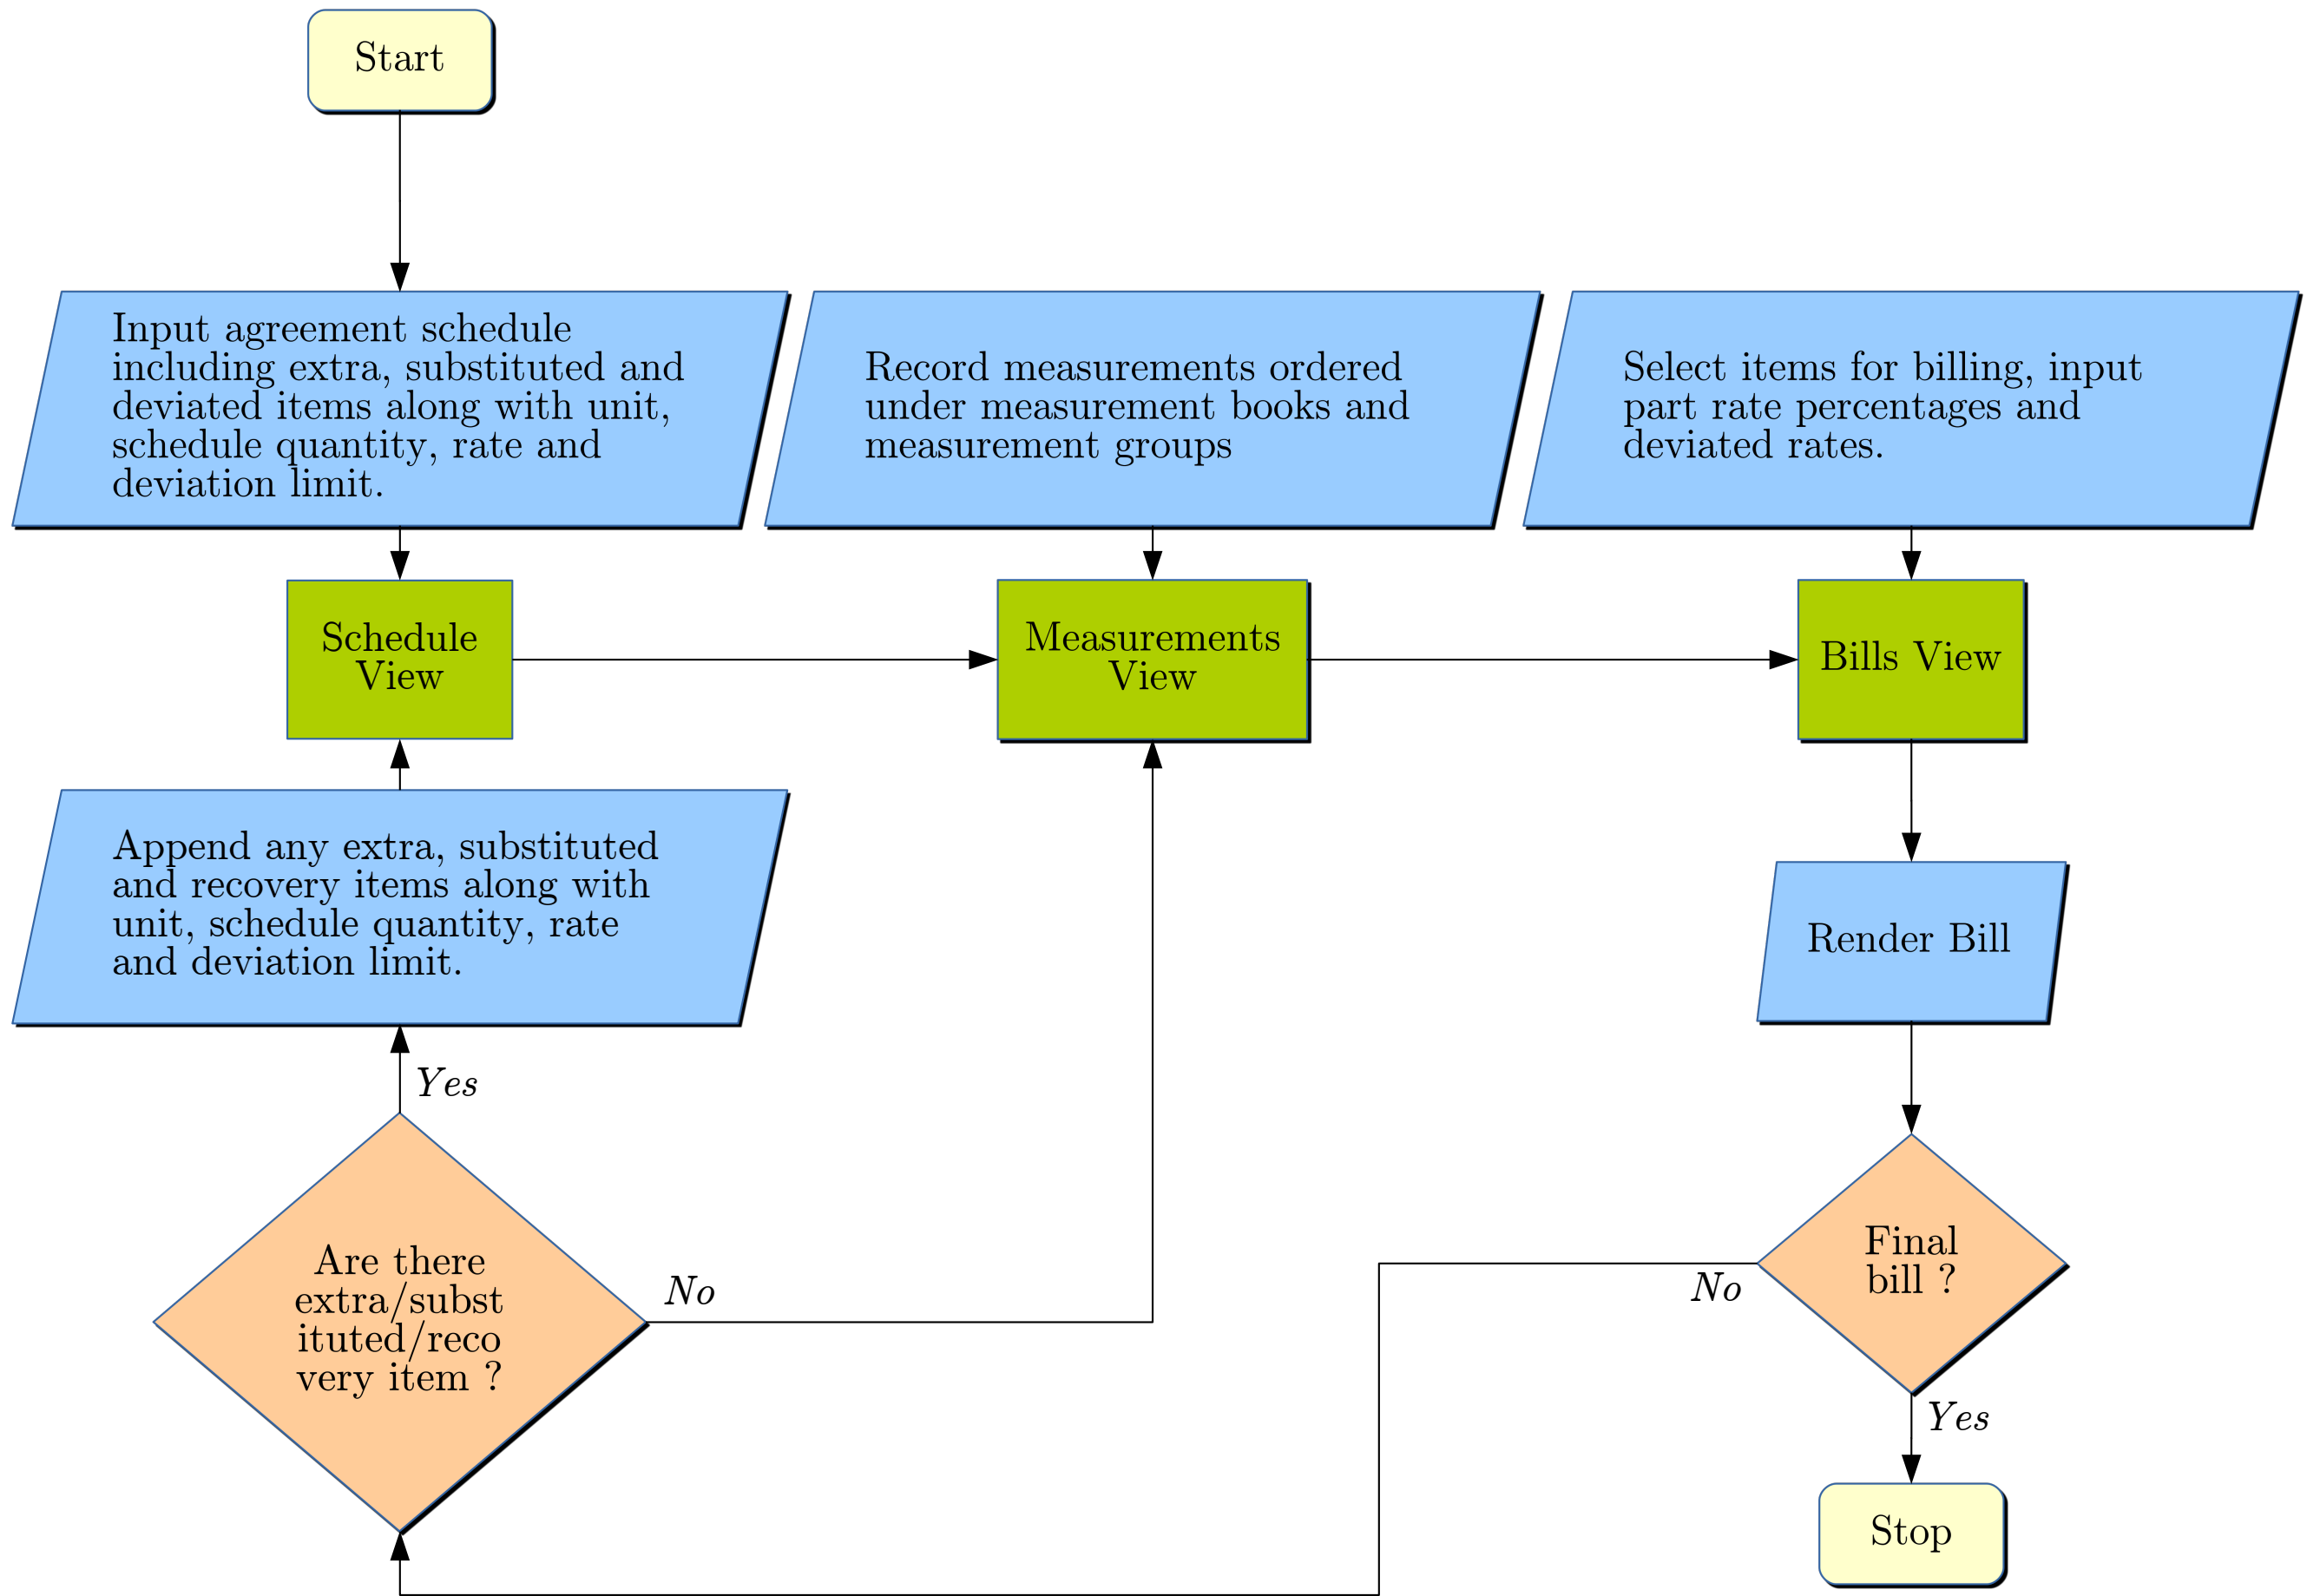 Start
Input agreement schedule
including extra, substituted and
deviated items along with unit,
schedule quantity, rate and
deviation limit.
Record measurements ordered
under measurement books and
measurement groups
Select items for billing, input
part rate percentages and
deviated rates.
Schedule
View
Measurements
View
Bills View
Append any extra, substituted
and recovery items along with
unit, schedule quantity, rate
and deviation limit.
Render Bill
Yes
Are there
extra/subst
ituted/reco
very item ?
No
Final
bill ?
No
Yes
Stop